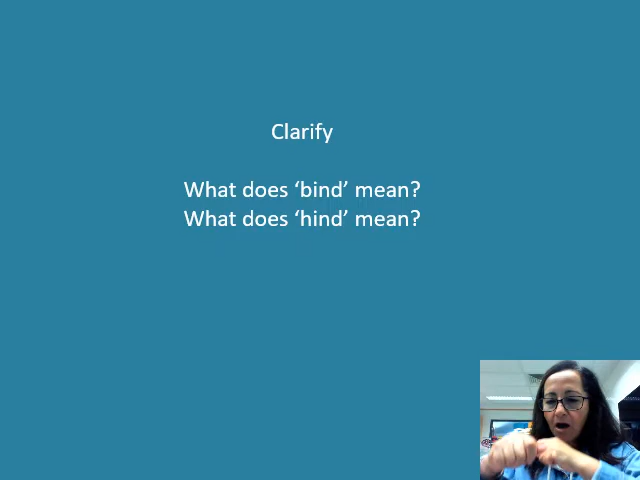 Clarify
What does ‘bind’ mean?
What does ‘hind’ mean?